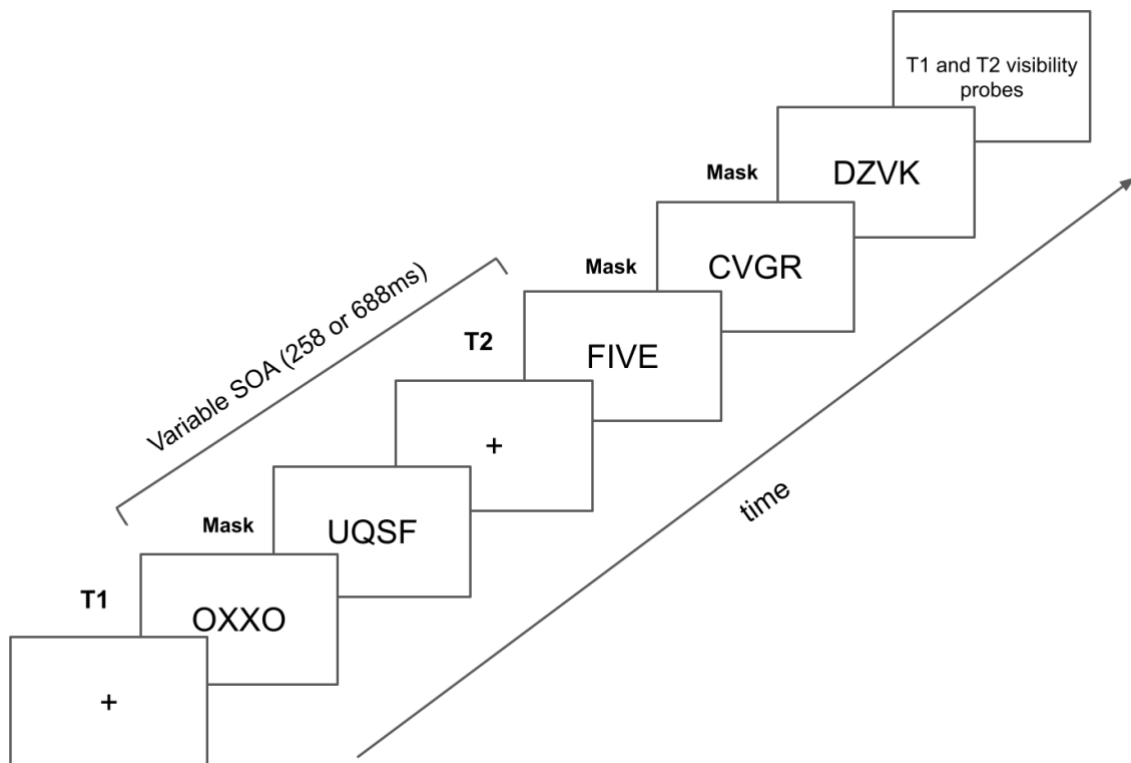 T1 and T2 visibility
probes
Mask
DZVK
Mask
CVGR
Variable SOA (258 or 688ms)
T2
FIVE
+
time
Mask
UQSF
T1
OXXO
+